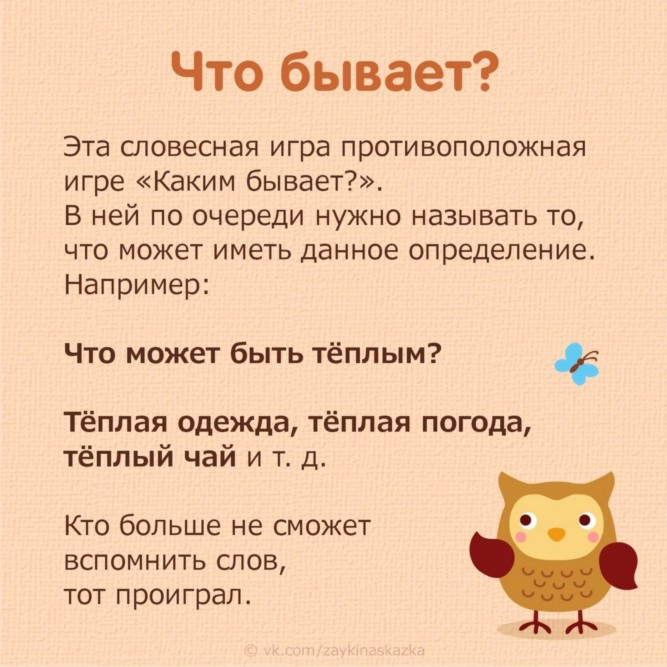 Что бывает?
Эта словесная игра противоположная
игре «Каким бывает?».
В ней по очереди нужно называть то,
что может иметь данное определение.
Например:
Что может быть тёплым?
Тёплая одежда, тёплая погода,
тёплый чай и т. д.
Кто больше не сможет
вспомнить слов,
тот проиграл.
© vk.com/zaykinaskazka